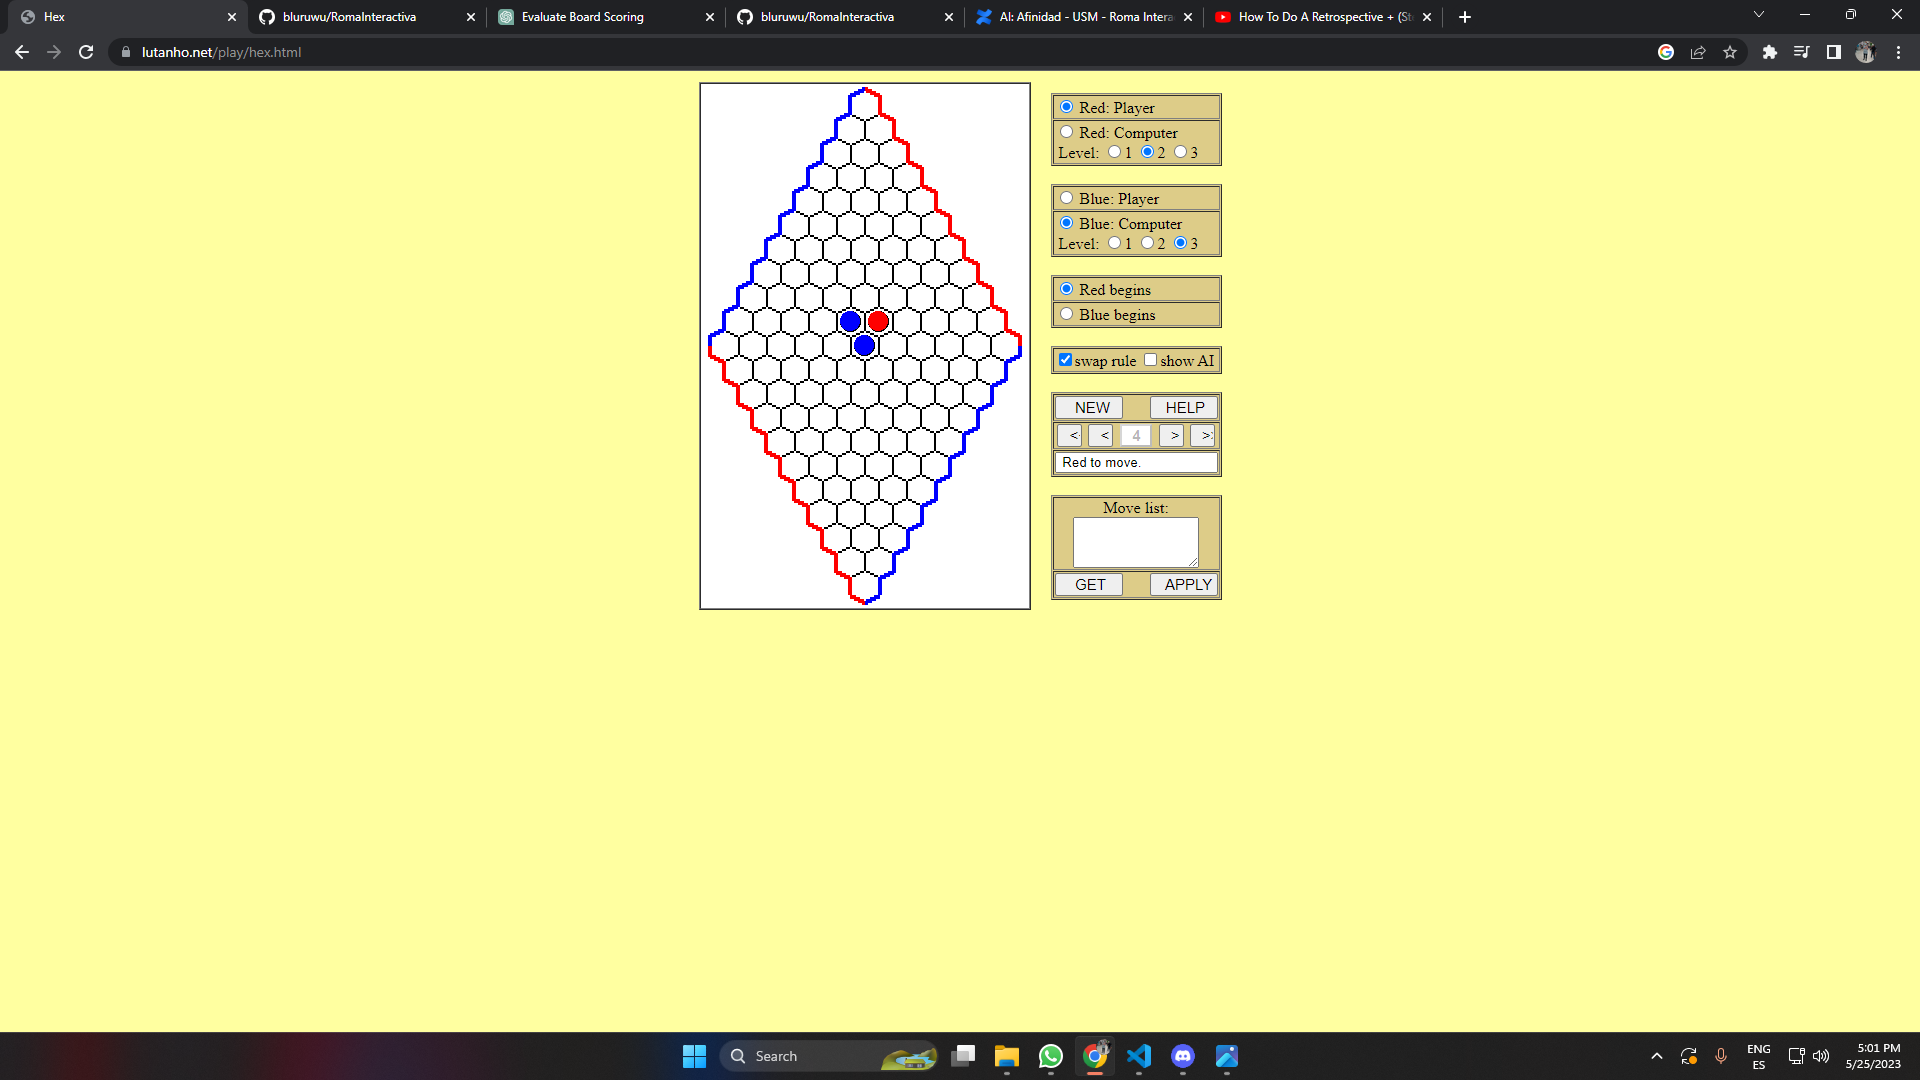 Hex
bluruwu/RomaInteractiva
Evaluate Board Scoring
bluruwu/RomaInteractiva
AI: Afinidad - USM - Roma Intera
How To Do A Retrospective + (St
lutanho.net/play/hex.html
Red: Player
Red: Computer
Level: 1 2 3
Blue: Player
Blue: Computer
Level: 1 2 3
Red begins
Blue begins
swap rule show AI
NEW HELP
< < 4 > >
Red to move.
Move list:
GET APPLY
Search
ENG
ES
5:01 PM
5/25/2023